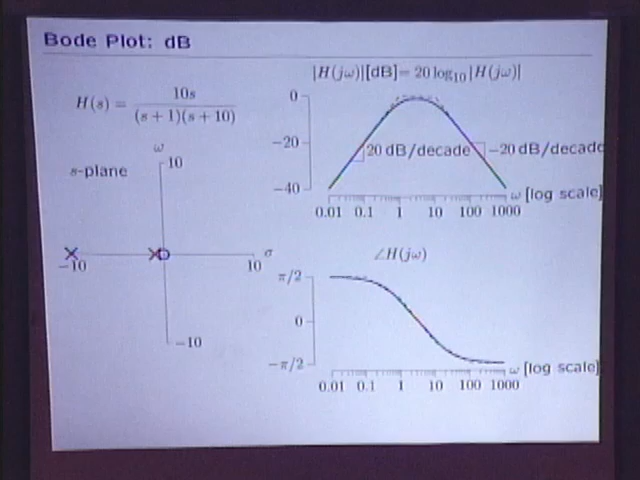 Bode Plot: dB
H(s) = 10s / (s + 1)(s + 10)
|H(jω)|[dB]= 20 log₁₀ |H(jω)|
0
−20
−40
20 dB/decade
−20 dB/decade
ω [log scale]
0.01 0.1 1 10 100 1000
s-plane
ω
10
σ
−10
10
−10
∠H(jω)
π/2
0
−π/2
ω [log scale]
0.01 0.1 1 10 100 1000